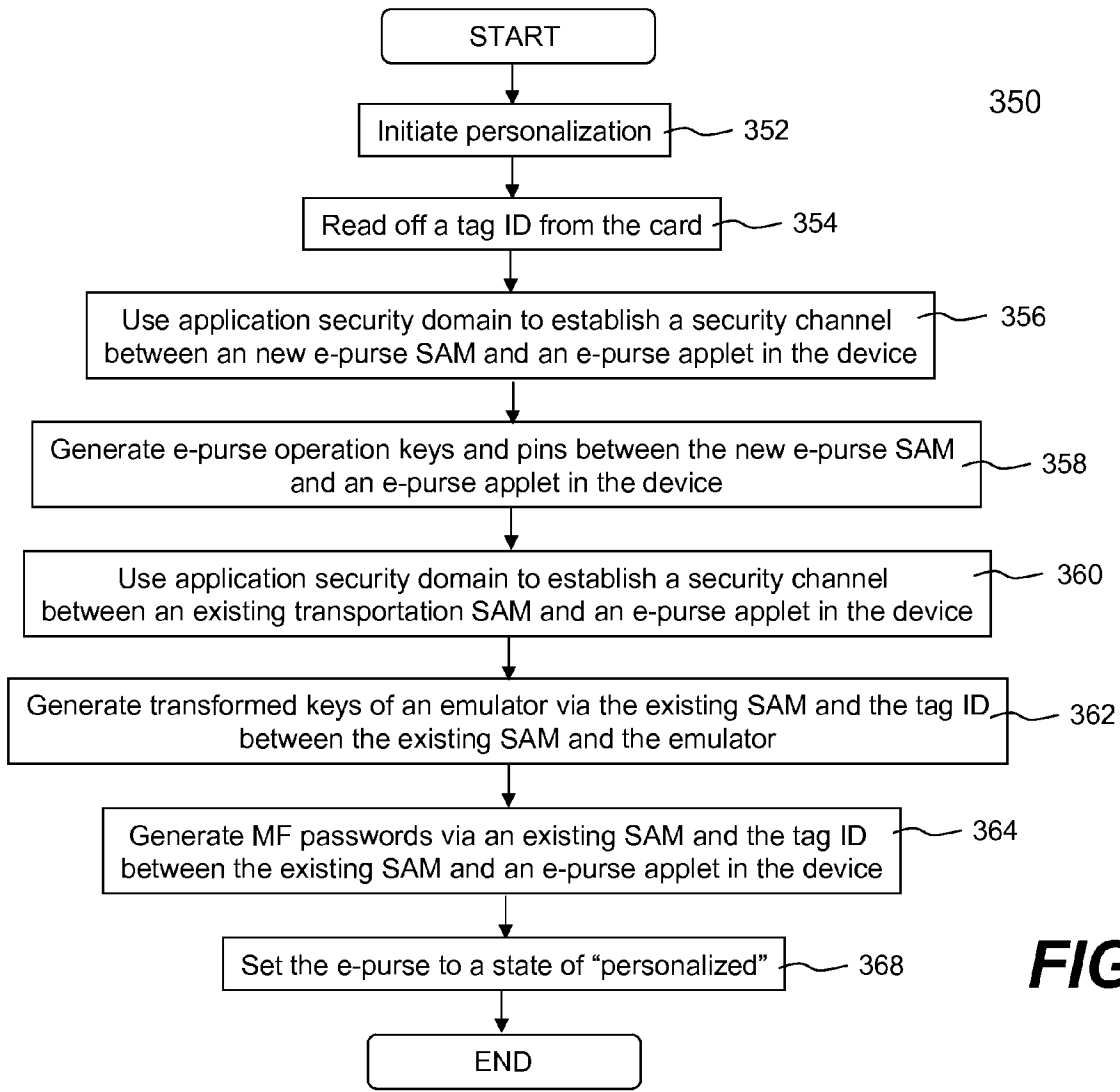 START
350
Initiate personalization
352
Read off a tag ID from the card
354
Use application security domain to establish a security channel
between an new e-purse SAM and an e-purse applet in the device
356
Generate e-purse operation keys and pins between the new e-purse SAM
and an e-purse applet in the device
358
Use application security domain to establish a security channel
between an existing transportation SAM and an e-purse applet in the device
360
Generate transformed keys of an emulator via the existing SAM and the tag ID
between the existing SAM and the emulator
362
Generate MF passwords via an existing SAM and the tag ID
between the existing SAM and an e-purse applet in the device
364
Set the e-purse to a state of “personalized”
368
FIG
END